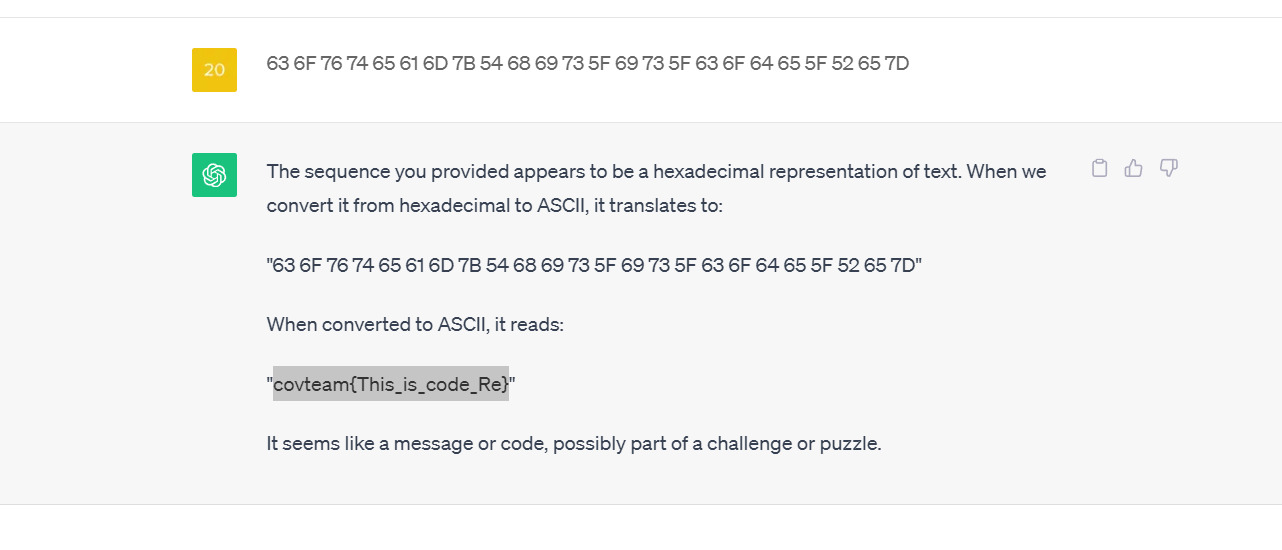 20
63 6F 76 74 65 61 6D 7B 54 68 69 73 5F 69 73 5F 63 6F 64 65 5F 52 65 7D
The sequence you provided appears to be a hexadecimal representation of text. When we
convert it from hexadecimal to ASCII, it translates to:
"63 6F 76 74 65 61 6D 7B 54 68 69 73 5F 69 73 5F 63 6F 64 65 5F 52 65 7D"
When converted to ASCII, it reads:
"covteam{This_is_code_Re}"
It seems like a message or code, possibly part of a challenge or puzzle.